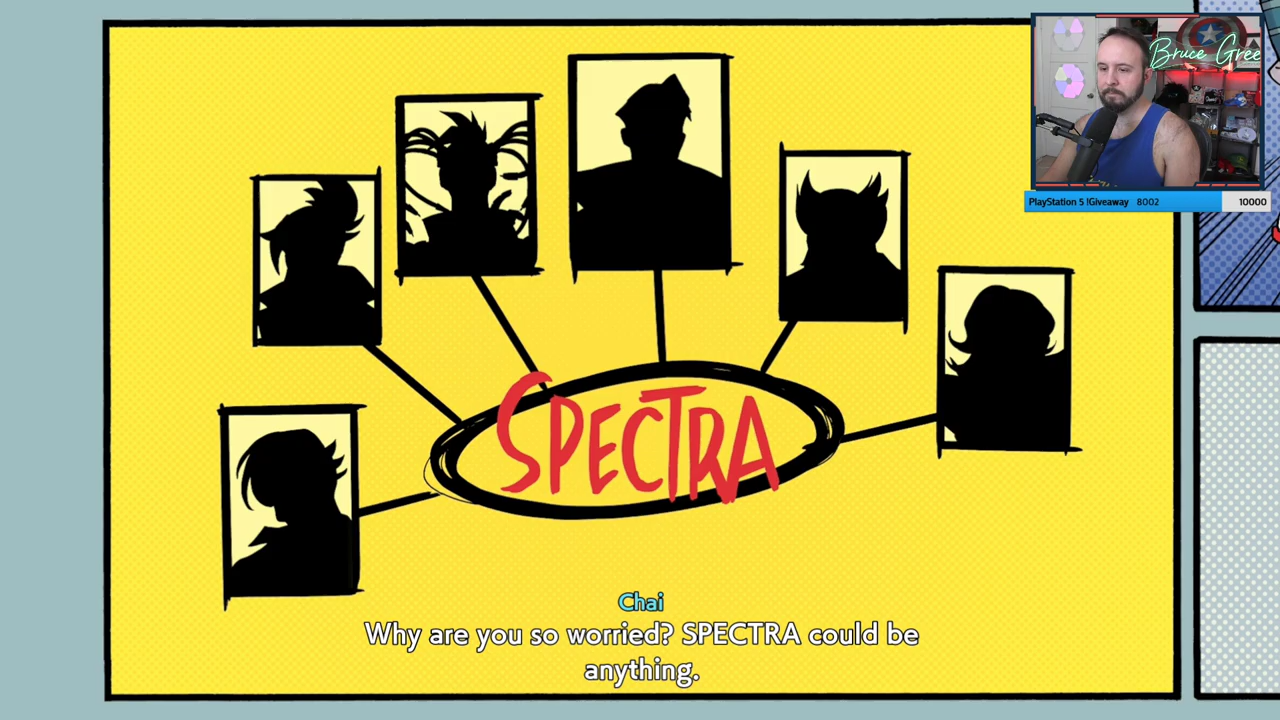 Bruce Gree
PlayStation 5 !Giveaway 8002 10000
SPECTRA
Chai
Why are you so worried? SPECTRA could be
anything.